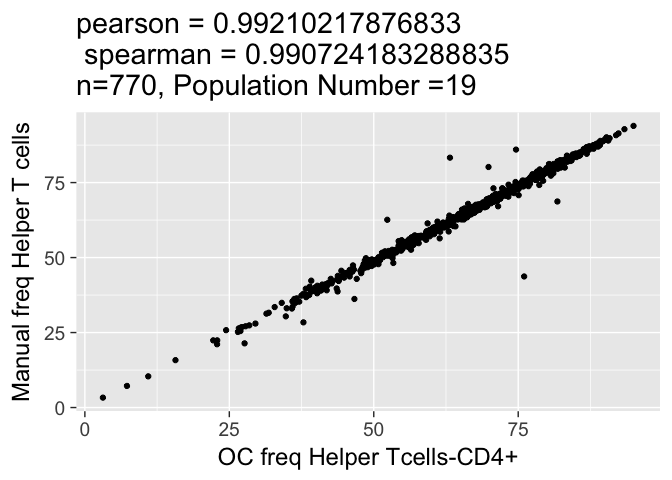 pearson = 0.99210217876833
spearman = 0.990724183288835
n=770, Population Number =19
Manual freq Helper T cells
75
50
25
0
0 25 50 75
OC freq Helper Tcells-CD4+